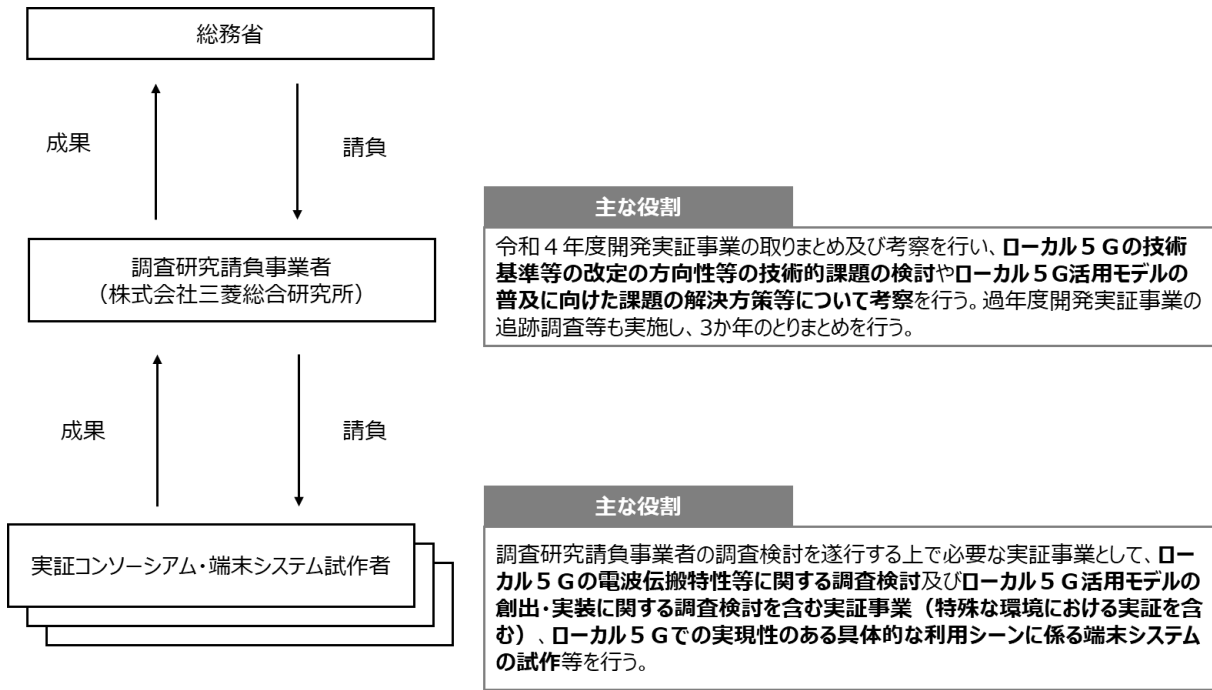 総務省
成果
請負
調査研究請負事業者
（株式会社三菱総合研究所）
主な役割
令和４年度開発実証事業の取りまとめ及び考察を行い、ローカル５Ｇの技術
基準等の改定の方向性等の技術的課題の検討やローカル５G活用モデルの
普及に向けた課題の解決方策等について考察を行う。過年度開発実証事業の
追跡調査等も実施し、3か年のとりまとめを行う。
成果
請負
実証コンソーシアム・端末システム試作者
主な役割
調査研究請負事業者の調査検討を遂行する上で必要な実証事業として、ロー
カル５Ｇの電波伝搬特性等に関する調査検討及びローカル５Ｇ活用モデルの
創出・実装に関する調査検討を含む実証事業（特殊な環境における実証を含
む）、ローカル５Ｇでの実現性のある具体的な利用シーンに係る端末システム
の試作等を行う。